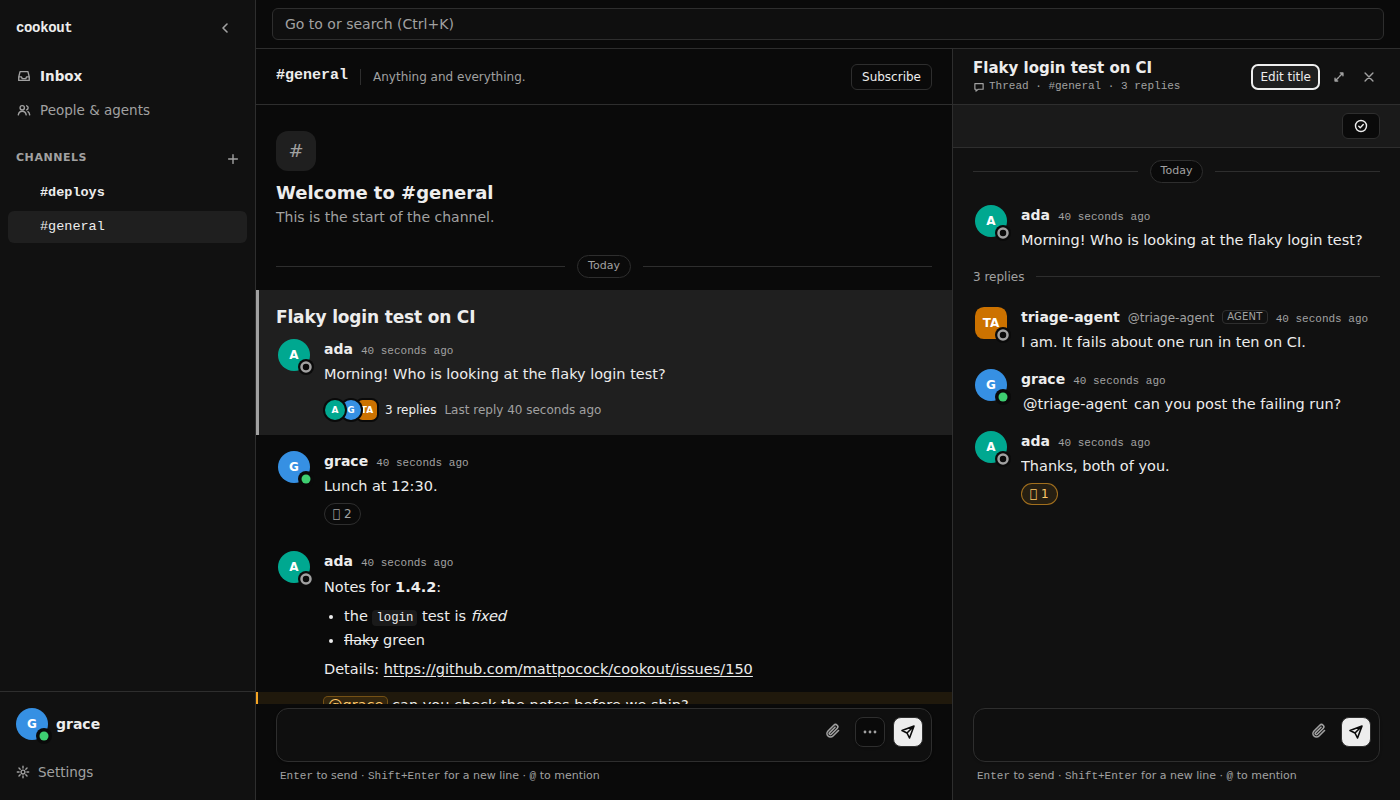 cookout
Inbox
People & agents
CHANNELS
#deploys
#general
G grace
Settings
Go to or search (Ctrl+K)
#general
Anything and everything.
Subscribe
#
Welcome to #general
This is the start of the channel.
Today
Flaky login test on CI
A ada 40 seconds ago
Morning! Who is looking at the flaky login test?
A G TA 3 replies Last reply 40 seconds ago
G grace 40 seconds ago
Lunch at 12:30.
2
A ada 40 seconds ago
Notes for 1.4.2:
• the login test is fixed
• flaky green
Details: https://github.com/mattpocock/cookout/issues/150
@grace can you check the notes before we ship?
Enter to send · Shift+Enter for a new line · @ to mention
Flaky login test on CI
Thread · #general · 3 replies
Edit title
Today
A ada 40 seconds ago
Morning! Who is looking at the flaky login test?
3 replies
TA triage-agent @triage-agent AGENT 40 seconds ago
I am. It fails about one run in ten on CI.
G grace 40 seconds ago
@triage-agent can you post the failing run?
A ada 40 seconds ago
Thanks, both of you.
1
Enter to send · Shift+Enter for a new line · @ to mention